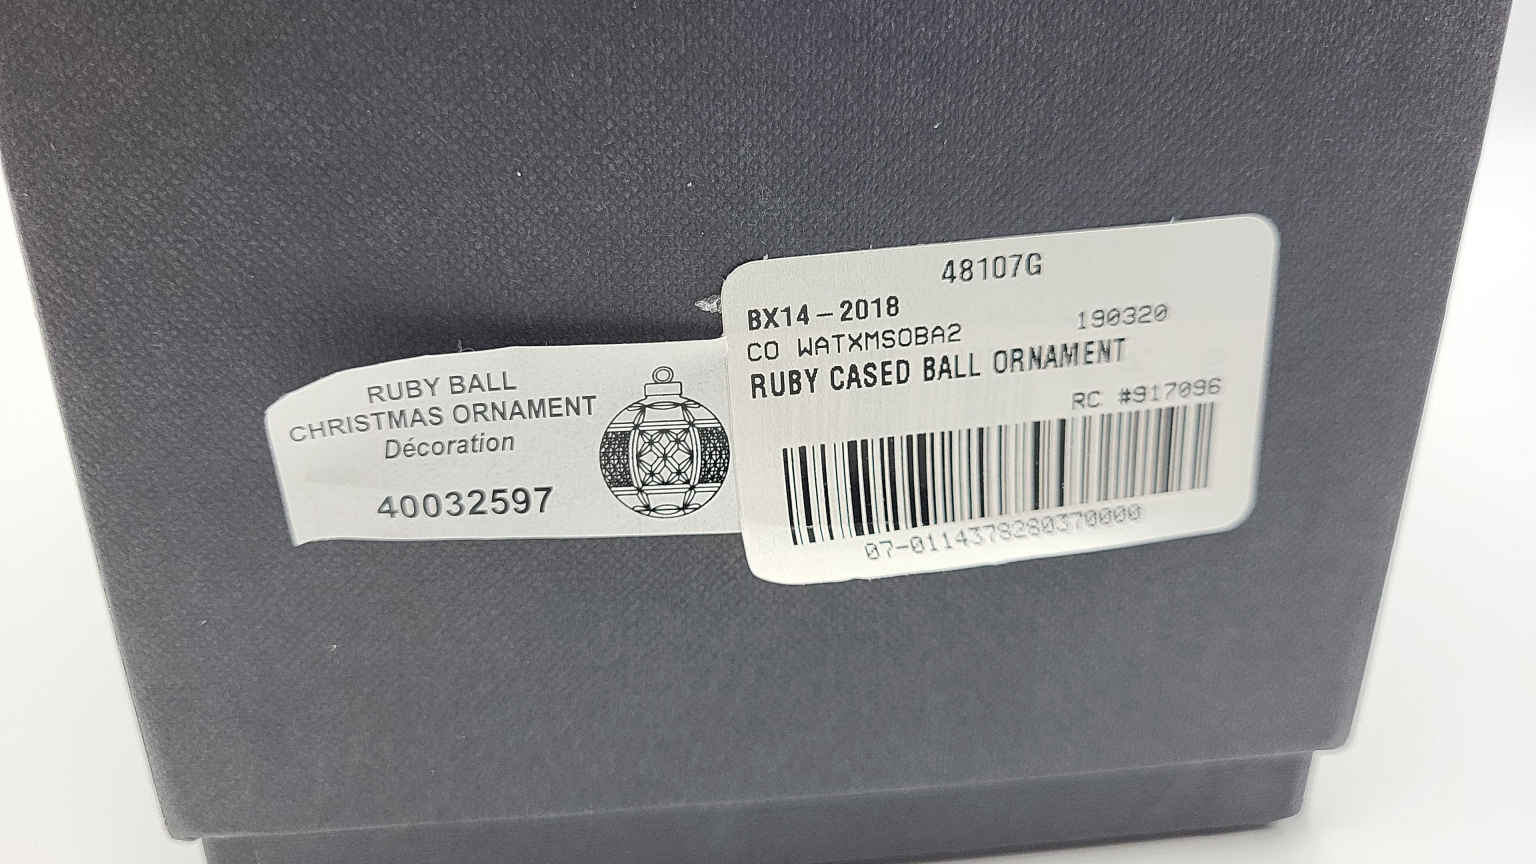 RUBY BALL
CHRISTMAS ORNAMENT
Décoration
40032597
48107G
BX14-2018
190320
CO WATXMSOBA2
RUBY CASED BALL ORNAMENT
RC #917096
07-0114378280370000